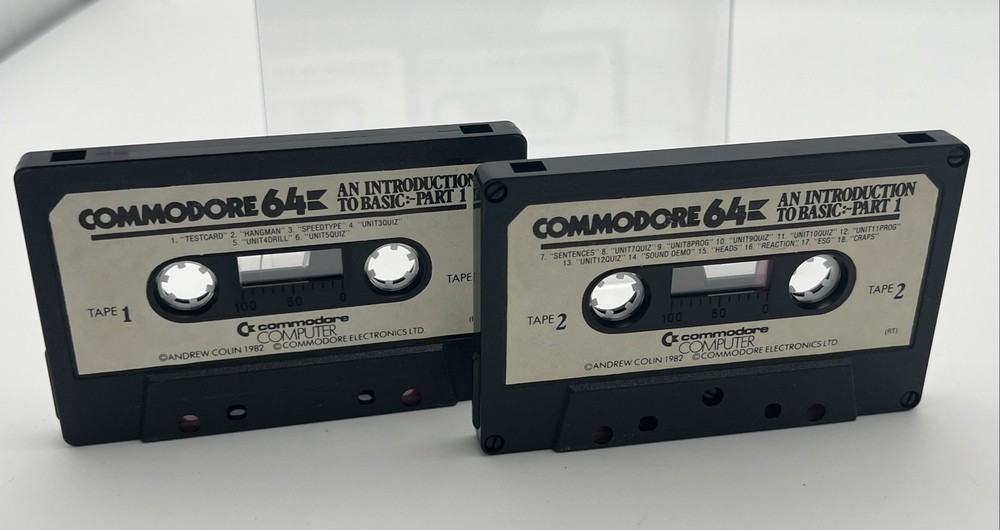 COMMODORE 64 AN INTRODUCTION
TO BASIC:-PART 1
1. "TESTCARD" 2. "HANGMAN" 3. "SPEEDTYPE" 4. "UNIT3QUIZ"
5. "UNIT4DRILL" 6. "UNIT5QUIZ"
TAPE 1
TAPE
100 50 0
commodore
COMPUTER
©ANDREW COLIN 1982 ©COMMODORE ELECTRONICS LTD.
COMMODORE 64 AN INTRODUCTION
TO BASIC:-PART 1
7. "SENTENCES" 8. "UNIT7QUIZ" 9. "UNIT8PROG" 10. "UNIT9QUIZ" 11. "UNIT10QUIZ" 12. "UNIT11PROG"
13. "UNIT12QUIZ" 14. "SOUND DEMO" 15. "HEADS" 16. "REACTION" 17. "ESG" 18. "CRAPS"
TAPE 2
TAPE 2
100 50 0
commodore
COMPUTER
(RT)
©ANDREW COLIN 1982 ©COMMODORE ELECTRONICS LTD.